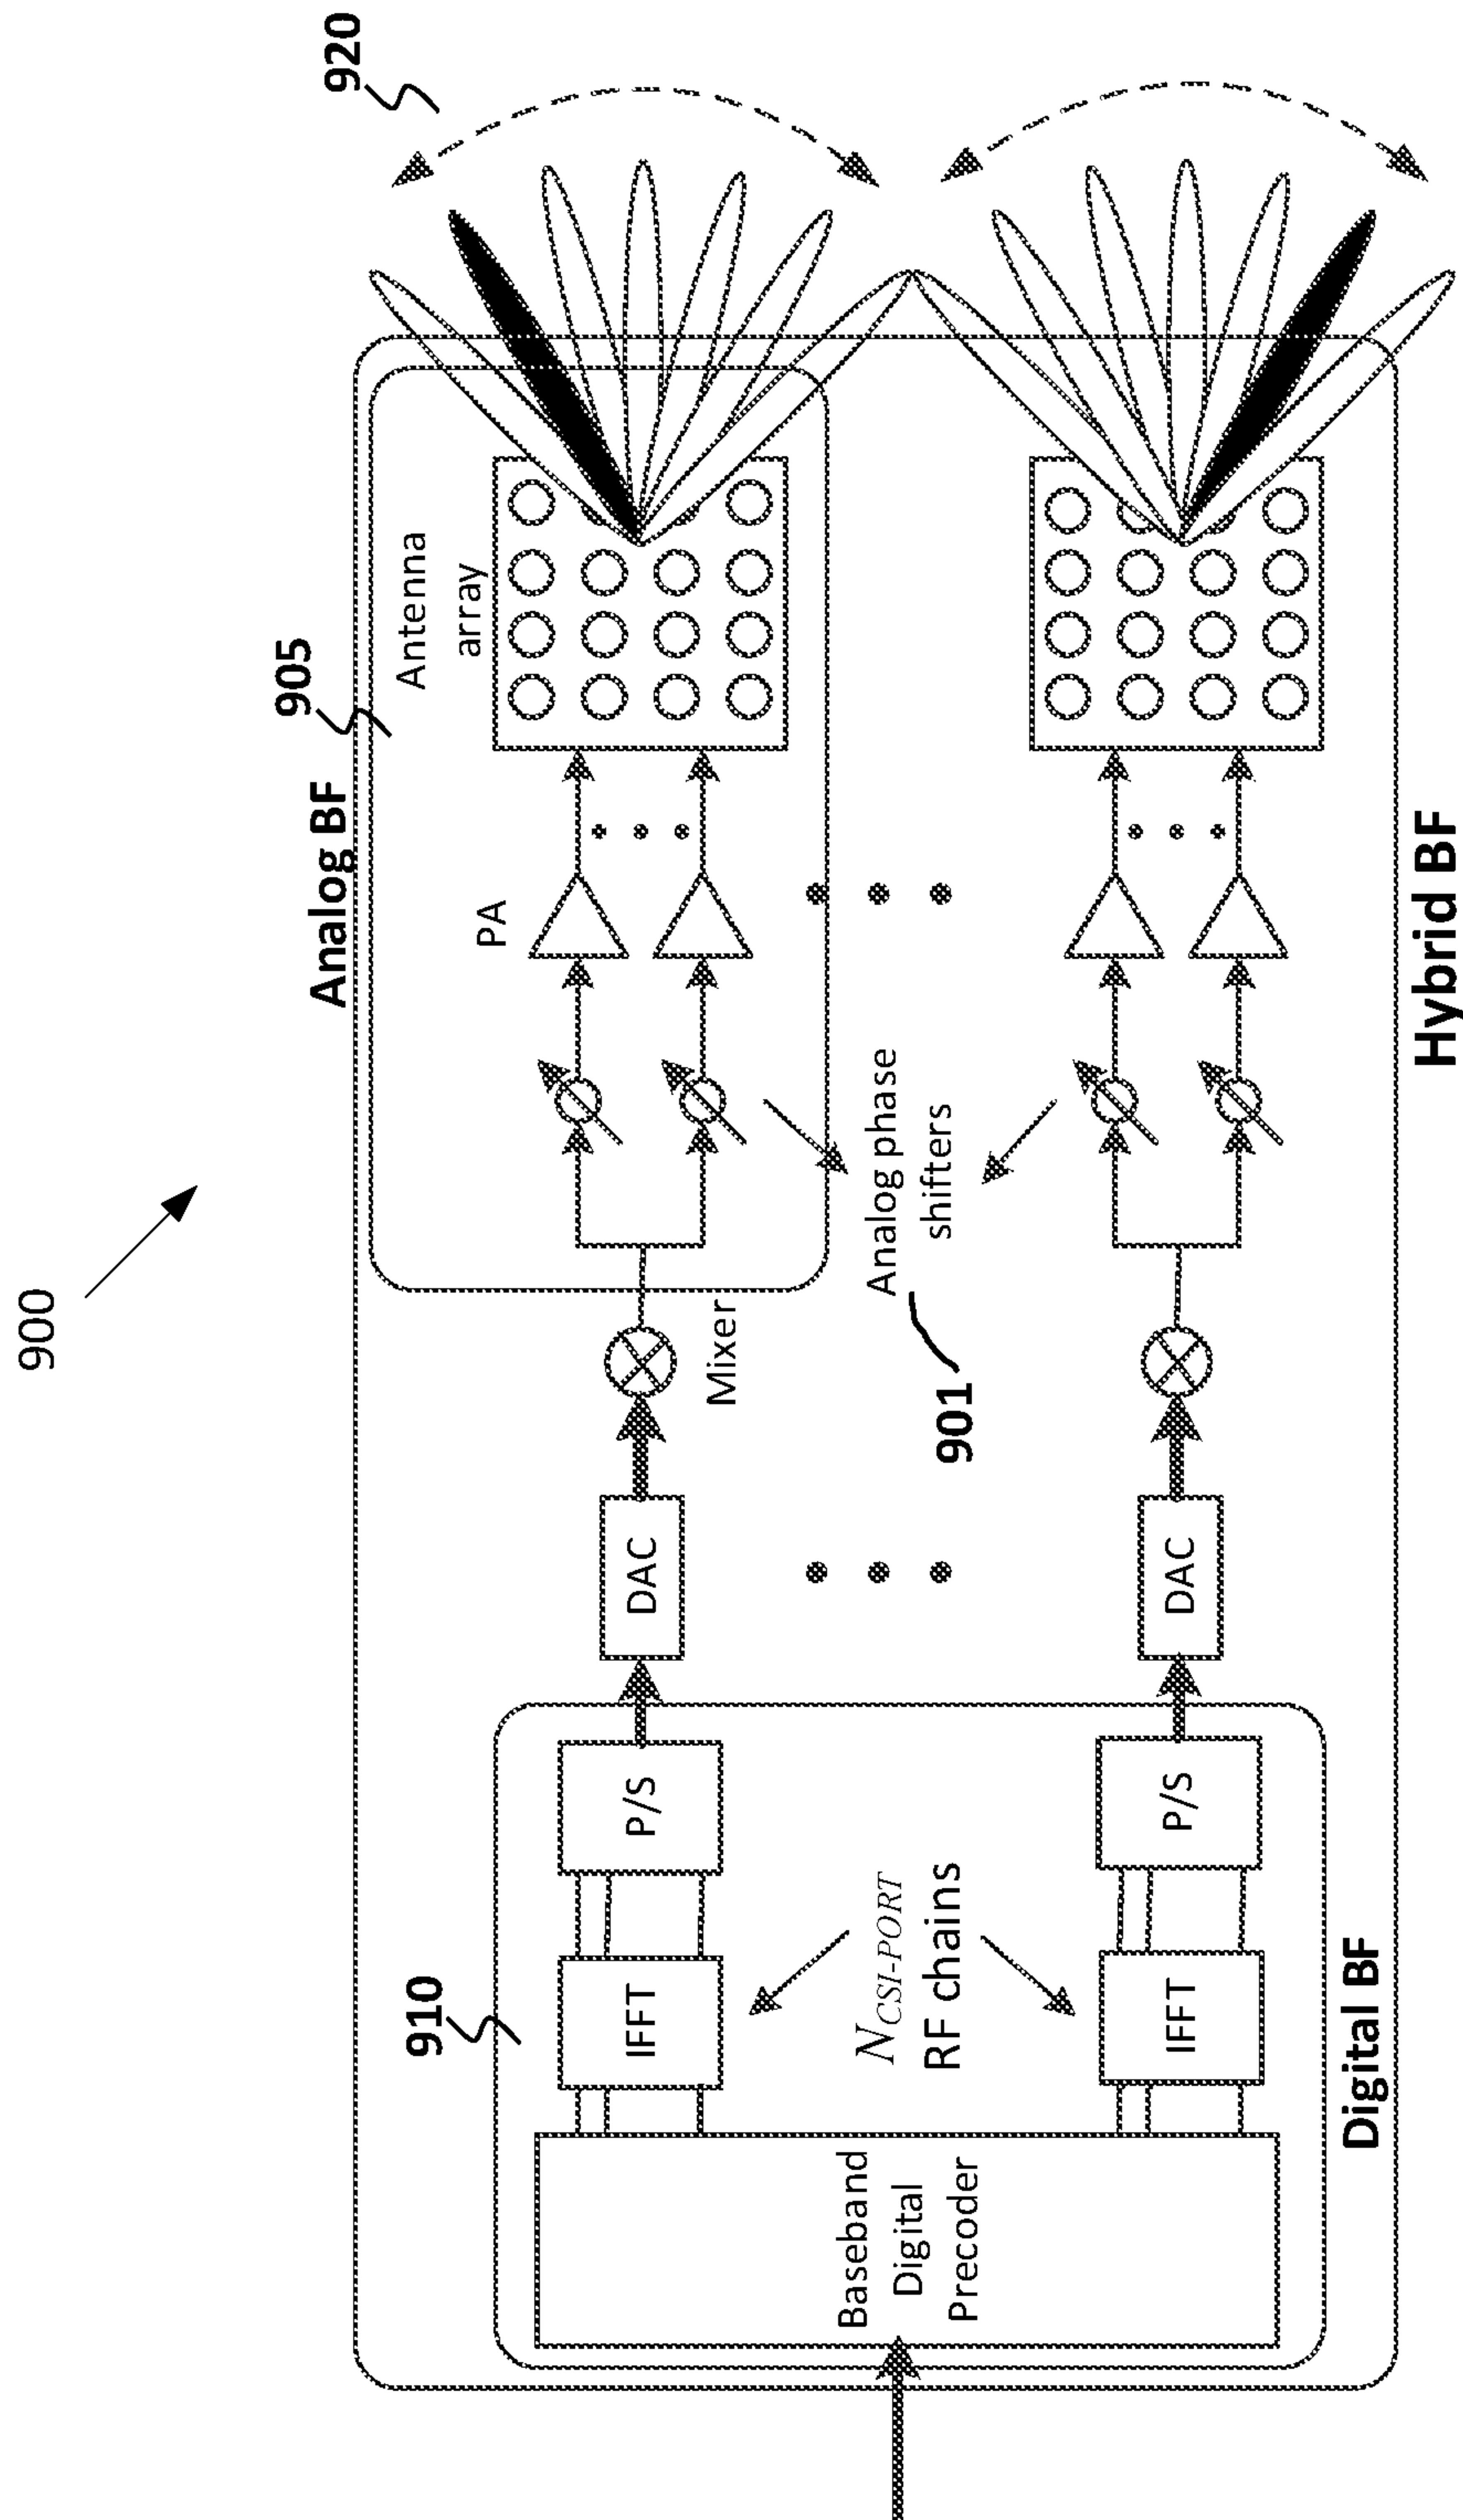 900
920
905
Analog BF
Antenna
array
PA
Analog phase
shifters
901
Mixer
DAC
DAC
910
P/S
IFFT
P/S
IFFT
N_CSI-PORT
RF chains
Baseband
Digital
Precoder
Digital BF
Hybrid BF